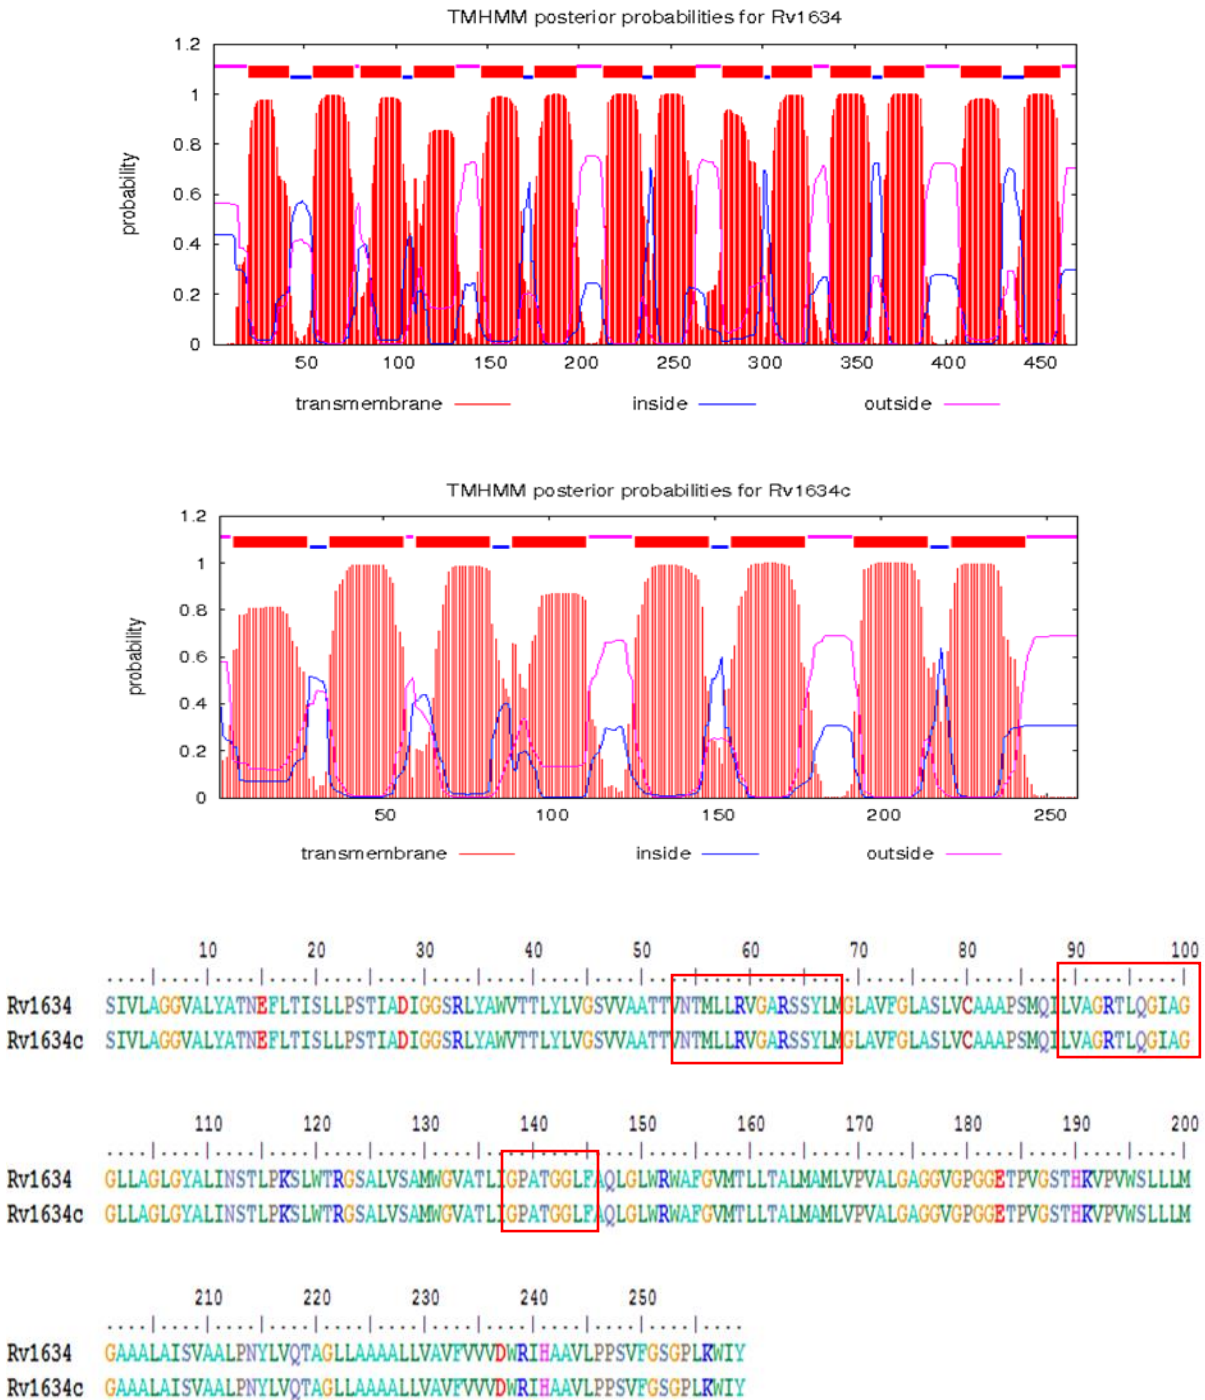 TMHMM posterior probabilities for Rv1634
1.2
1
0.8
0.6
0.4
0.2
0
probability
50 100 150 200 250 300 350 400 450
transmembrane inside outside
TMHMM posterior probabilities for Rv1634c
1.2
1
0.8
0.6
0.4
0.2
0
probability
50 100 150 200 250
transmembrane inside outside
10 20 30 40 50 60 70 80 90 100
Rv1634 SIVLAGGVALYATNEFLTISLLPSTIADIGGSRLYAWVTTLYLVGSVVAATTVNTMLLRVGARSSYLMGLAVFGLASLVCAAAPSMQILVAGRTLQGIAG
Rv1634c SIVLAGGVALYATNEFLTISLLPSTIADIGGSRLYAWVTTLYLVGSVVAATTVNTMLLRVGARSSYLMGLAVFGLASLVCAAAPSMQILVAGRTLQGIAG
110 120 130 140 150 160 170 180 190 200
Rv1634 GLLAGLGYALINSTLPKSLWTRGSALVSAMWGVATLIGPATGGLFAQLGLWRWAFGVMTLLTALMAMLVPVALGAGGVGPGGETPVGSTHKVPVWSLLLM
Rv1634c GLLAGLGYALINSTLPKSLWTRGSALVSAMWGVATLIGPATGGLFAQLGLWRWAFGVMTLLTALMAMLVPVALGAGGVGPGGETPVGSTHKVPVWSLLLM
210 220 230 240 250
Rv1634 GAAALAISVAALPNYLVQTAGLLAAAALLVAVFVVVDWRIHAAVLPPSVFGSGPLKWIY
Rv1634c GAAALAISVAALPNYLVQTAGLLAAAALLVAVFVVVDWRIHAAVLPPSVFGSGPLKWIY